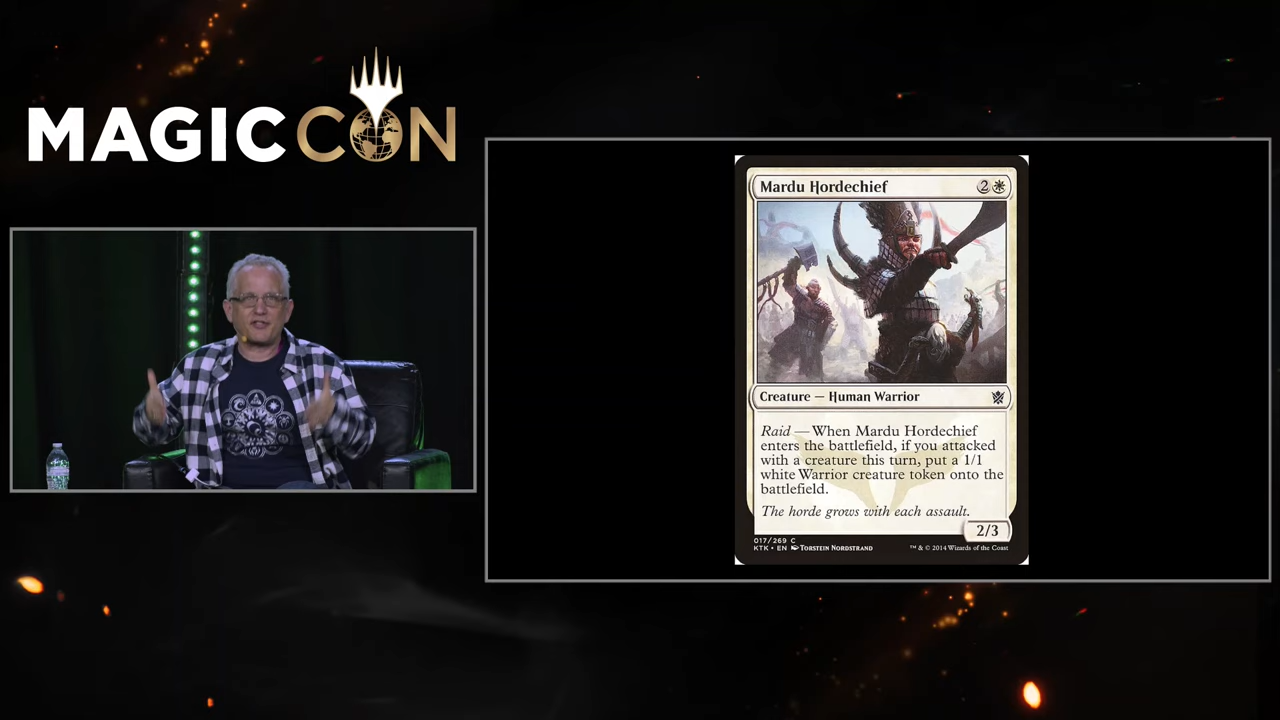 MAGICCON
Mardu Hordechief 2
Creature — Human Warrior
Raid — When Mardu Hordechief
enters the battlefield, if you attacked
with a creature this turn, put a 1/1
white Warrior creature token onto the
battlefield.
The horde grows with each assault.
2/3
017/269 C
KTK • EN Torstein Nordstrand
™ & © 2014 Wizards of the Coast